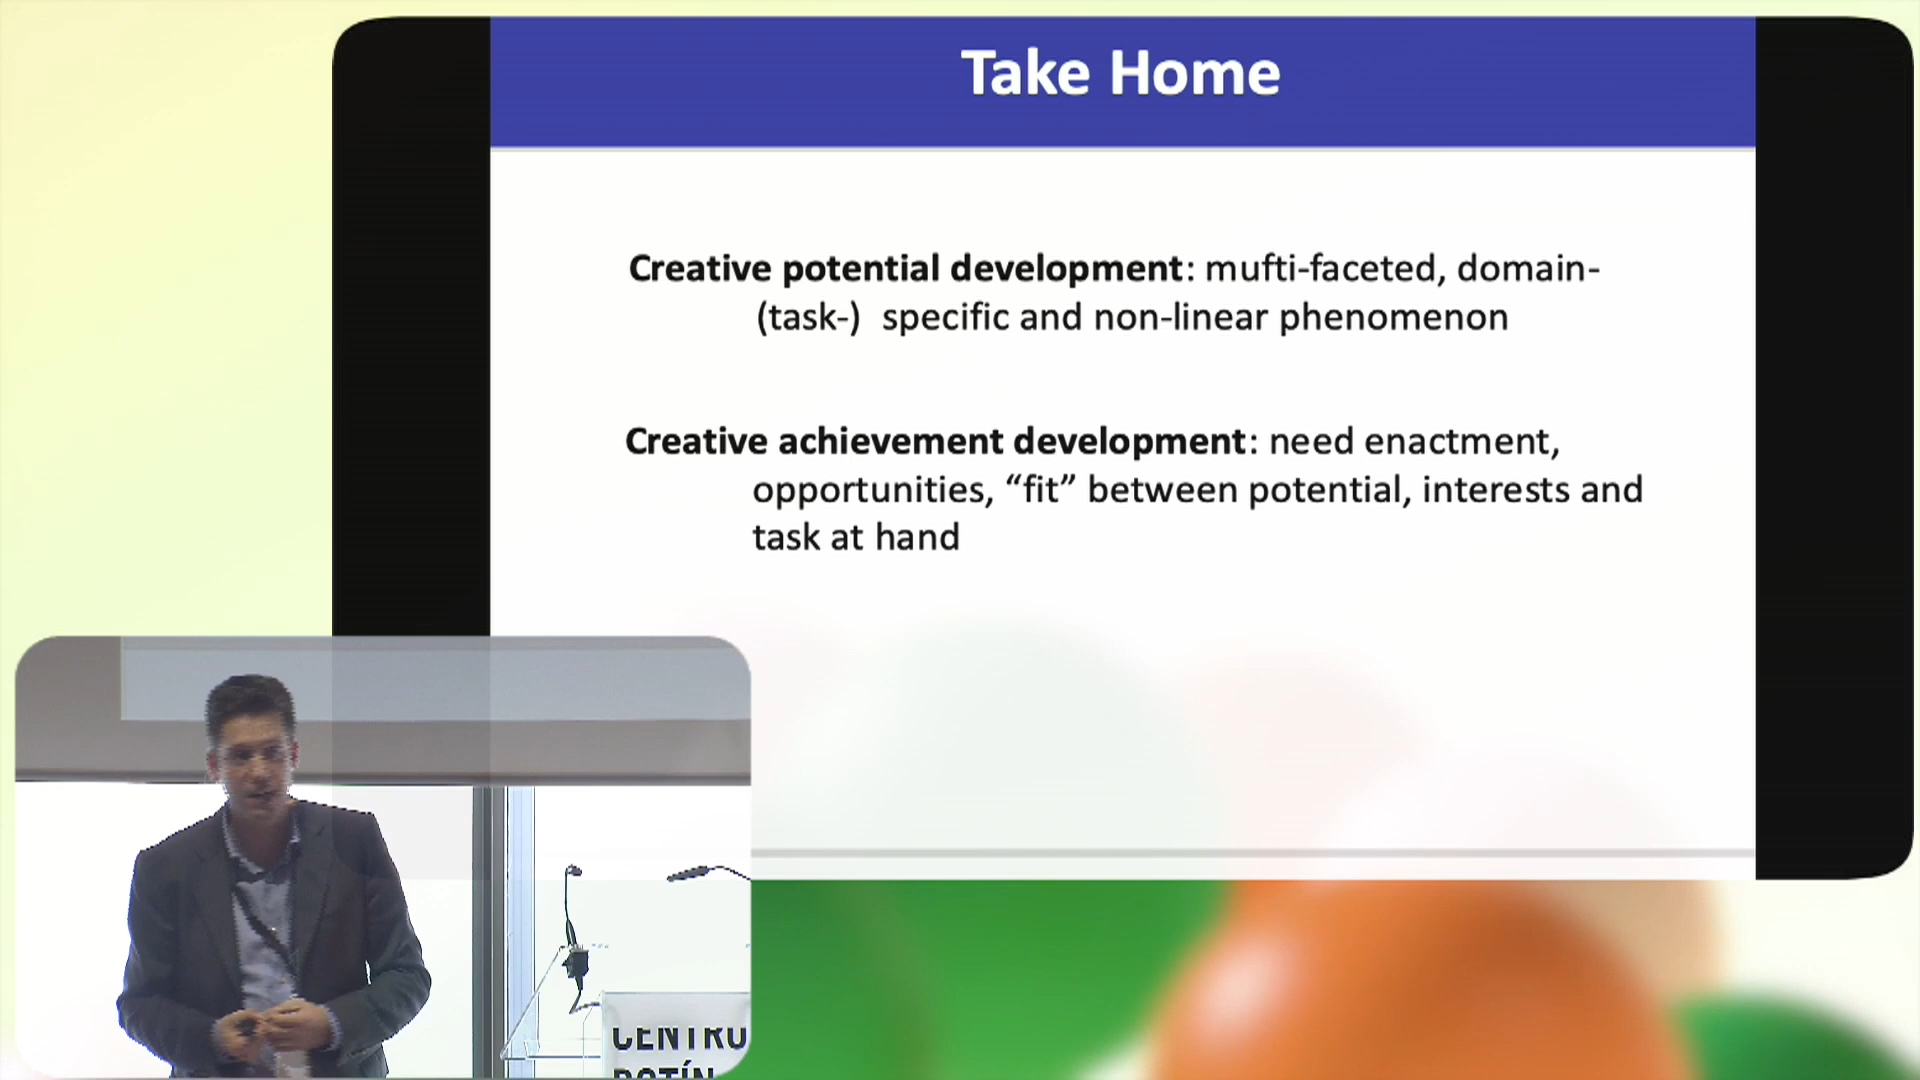 Take Home
Creative potential development: mufti-faceted, domain-
(task-) specific and non-linear phenomenon
Creative achievement development: need enactment,
opportunities, “fit” between potential, interests and
task at hand
CENTRO
BOTÍN